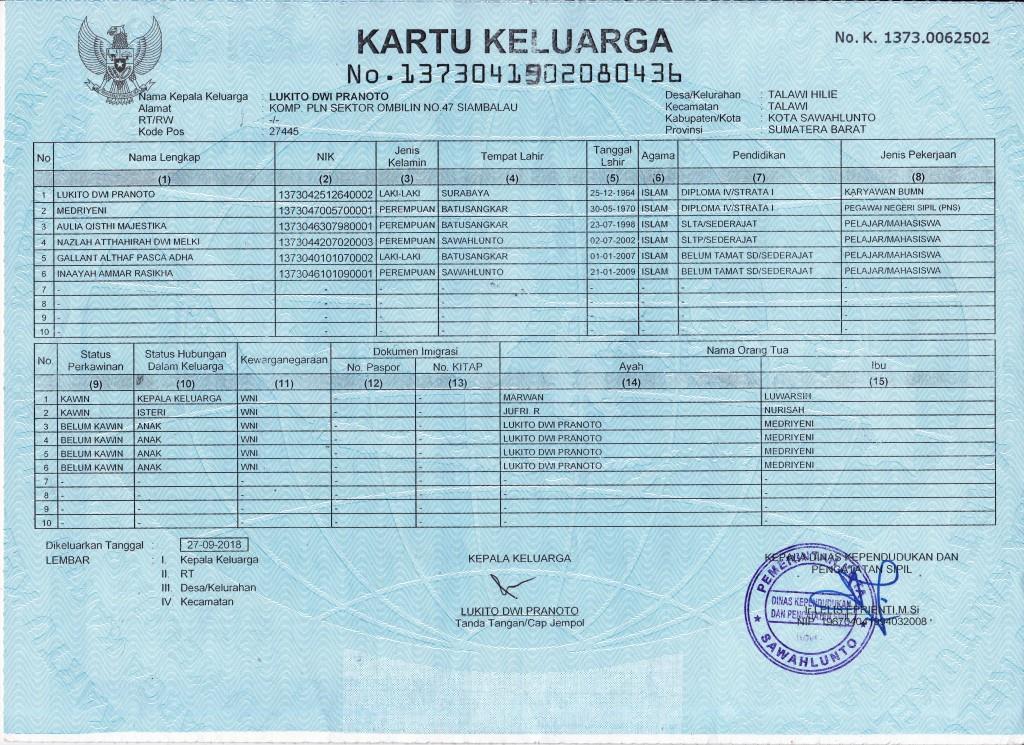 KARTU KELUARGA
No. 1373041902080436
No. K. 1373.0062502
Nama Kepala Keluarga : LUKITO DWI PRANOTO
Alamat : KOMP. PLN SEKTOR OMBILIN NO.47 SIAMBALAU
RT/RW : -/-
Kode Pos : 27445
Desa/Kelurahan : TALAWI HILIE
Kecamatan : TALAWI
Kabupaten/Kota : KOTA SAWAHLUNTO
Provinsi : SUMATERA BARAT
No Nama Lengkap NIK Jenis Kelamin Tempat Lahir Tanggal Lahir Agama Pendidikan Jenis Pekerjaan
(1) (2) (3) (4) (5) (6) (7) (8)
1 LUKITO DWI PRANOTO 1373042512640002 LAKI-LAKI SURABAYA 25-12-1964 ISLAM DIPLOMA IV/STRATA I KARYAWAN BUMN
2 MEDRIYENI 1373047005700001 PEREMPUAN BATUSANGKAR 30-05-1970 ISLAM DIPLOMA IV/STRATA I PEGAWAI NEGERI SIPIL (PNS)
3 AULIA QISTHI MAJESTIKA 1373046307980001 PEREMPUAN BATUSANGKAR 23-07-1998 ISLAM SLTA/SEDERAJAT PELAJAR/MAHASISWA
4 NAZLAH ATTHAHIRAH DWI MELKI 1373044207020003 PEREMPUAN SAWAHLUNTO 02-07-2002 ISLAM SLTP/SEDERAJAT PELAJAR/MAHASISWA
5 GALLANT ALTHAF PASCA ADHA 1373040101070002 LAKI-LAKI BATUSANGKAR 01-01-2007 ISLAM BELUM TAMAT SD/SEDERAJAT PELAJAR/MAHASISWA
6 INAAYAH AMMAR RASIKHA 1373046101090001 PEREMPUAN SAWAHLUNTO 21-01-2009 ISLAM BELUM TAMAT SD/SEDERAJAT PELAJAR/MAHASISWA
7 - - - - - - - -
8 - - - - - - - -
9 - - - - - - - -
10 - - - - - - - -
No. Status Perkawinan Status Hubungan Dalam Keluarga Kewarganegaraan Dokumen Imigrasi Nama Orang Tua
No. Paspor No. KITAP Ayah Ibu
(9) (10) (11) (12) (13) (14) (15)
1 KAWIN KEPALA KELUARGA WNI - - MARWAN LUWARSIH
2 KAWIN ISTERI WNI - - JUFRI. R NURISAH
3 BELUM KAWIN ANAK WNI - - LUKITO DWI PRANOTO MEDRIYENI
4 BELUM KAWIN ANAK WNI - - LUKITO DWI PRANOTO MEDRIYENI
5 BELUM KAWIN ANAK WNI - - LUKITO DWI PRANOTO MEDRIYENI
6 BELUM KAWIN ANAK WNI - - LUKITO DWI PRANOTO MEDRIYENI
7 - - - - - - -
8 - - - - - - -
9 - - - - - - -
10 - - - - - - -
Dikeluarkan Tanggal : 27-09-2018
LEMBAR : I. Kepala Keluarga
II. RT
III. Desa/Kelurahan
IV. Kecamatan
KEPALA KELUARGA
LUKITO DWI PRANOTO
Tanda Tangan/Cap Jempol
KEPALA DINAS KEPENDUDUKAN DAN
PENCATATAN SIPIL
M.Si
NIP.
DINAS KEPENDUDUKAN
SAWAHLUNTO